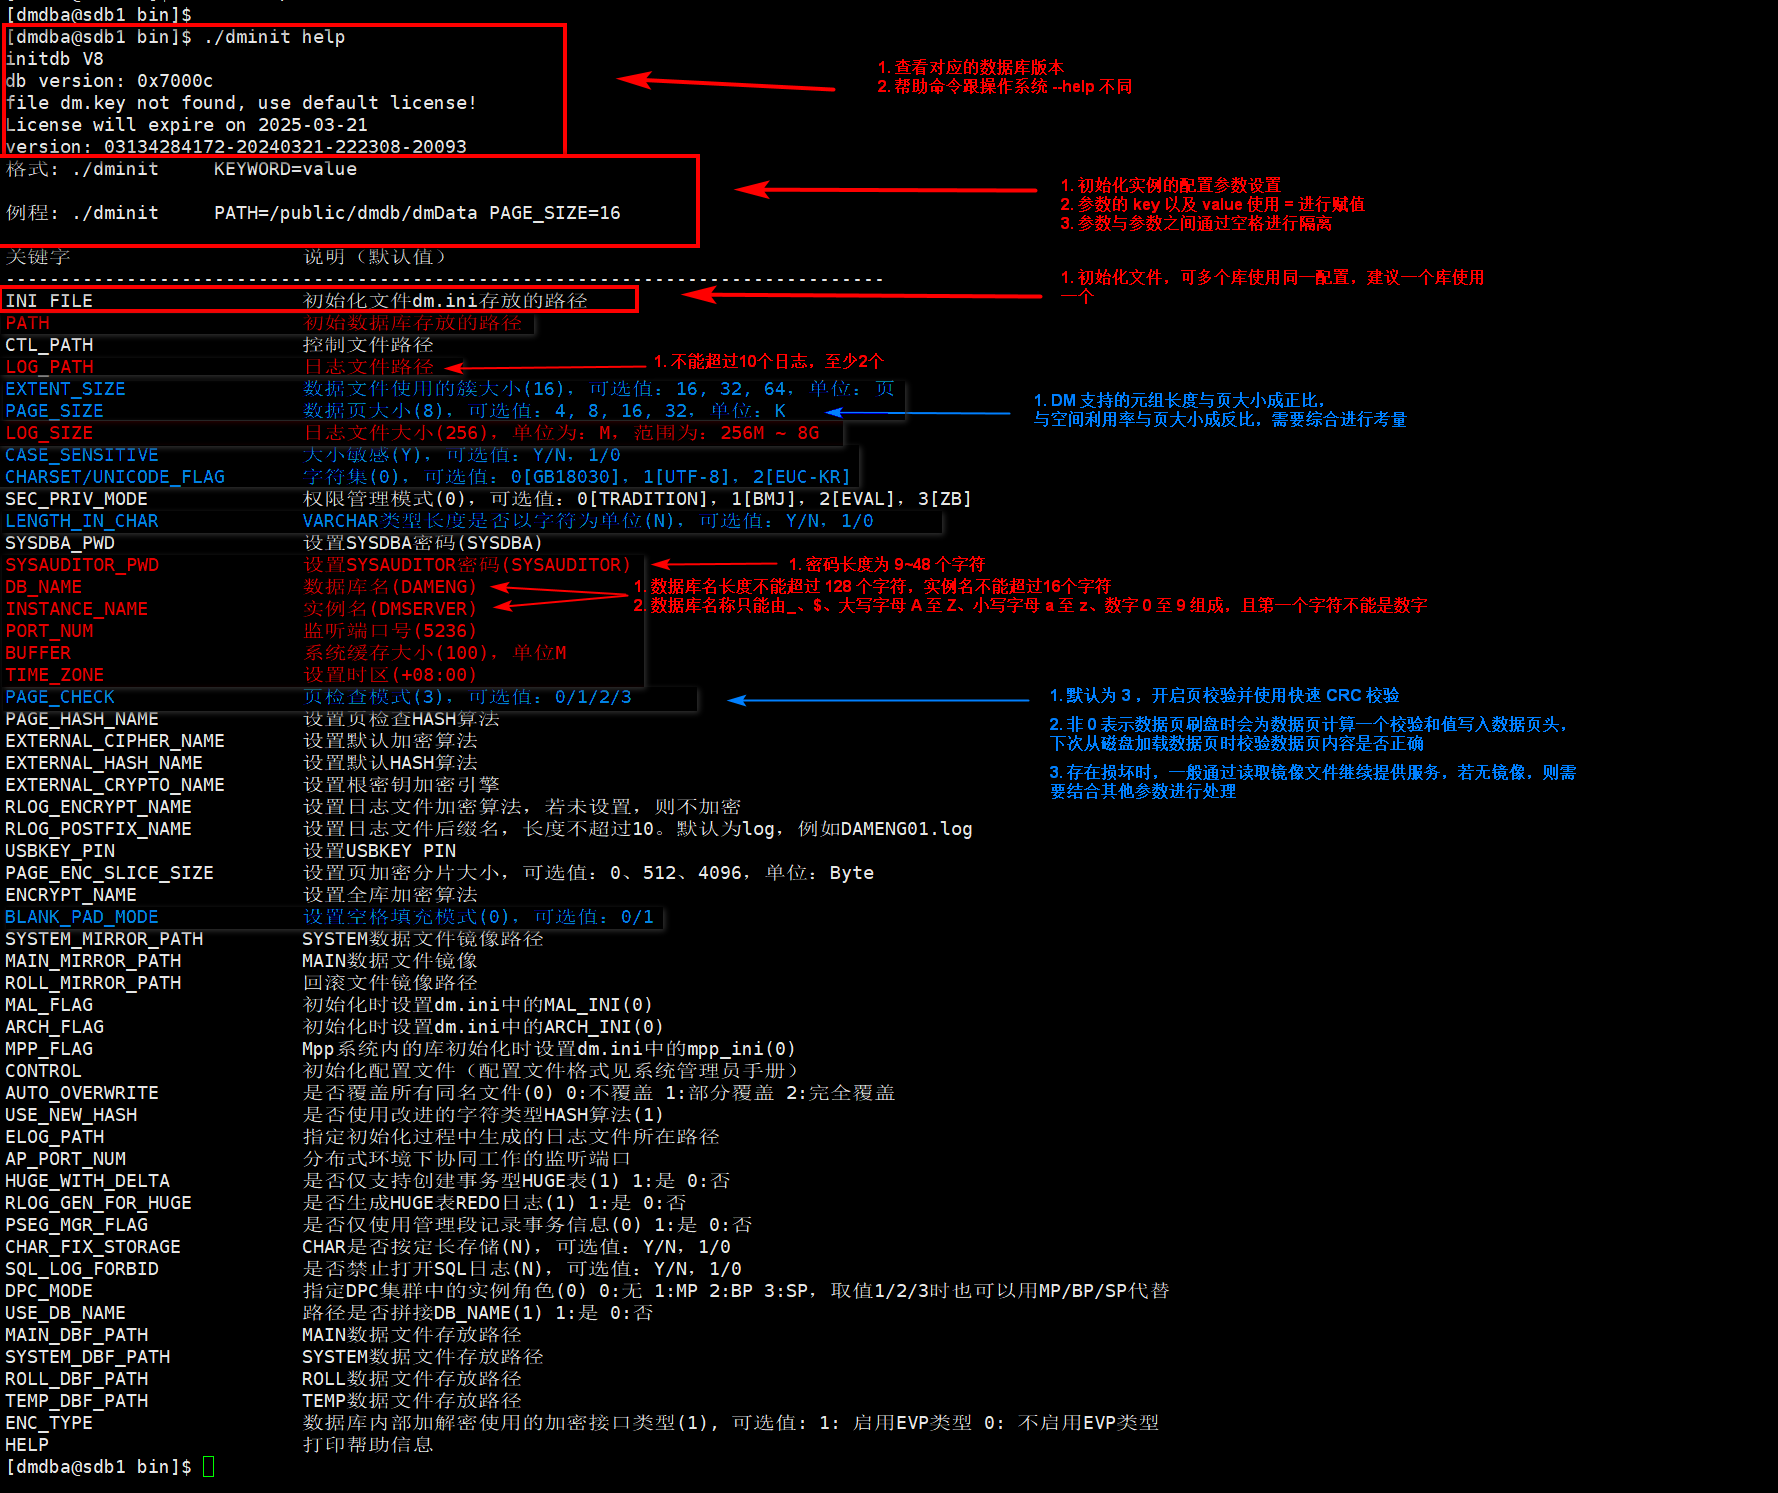 [dmdba@sdb1 bin]$
[dmdba@sdb1 bin]$ ./dminit help
initdb V8
db version: 0x7000c
file dm.key not found, use default license!
License will expire on 2025-03-21
version: 03134284172-20240321-222308-20093
1. 查看对应的数据库版本
2. 帮助命令跟操作系统 --help 不同
格式: ./dminit     KEYWORD=value
例程: ./dminit     PATH=/public/dmdb/dmData PAGE_SIZE=16
1. 初始化实例的配置参数设置
2. 参数的 key 以及 value 使用 = 进行赋值
3. 参数与参数之间通过空格进行隔离
关键字 说明（默认值）
--------------------------------------------------------------------------------
INI_FILE 初始化文件dm.ini存放的路径
1. 初始化文件，可多个库使用同一配置，建议一个库使用
一个
PATH 初始数据库存放的路径
CTL_PATH 控制文件路径
LOG_PATH 日志文件路径
1. 不能超过10个日志，至少2个
EXTENT_SIZE 数据文件使用的簇大小(16)，可选值：16, 32, 64，单位：页
PAGE_SIZE 数据页大小(8)，可选值：4, 8, 16, 32，单位：K
1. DM 支持的元组长度与页大小成正比，
与空间利用率与页大小成反比，需要综合进行考量
LOG_SIZE 日志文件大小(256)，单位为：M，范围为：256M ~ 8G
CASE_SENSITIVE 大小敏感(Y)，可选值：Y/N，1/0
CHARSET/UNICODE_FLAG 字符集(0)，可选值：0[GB18030]，1[UTF-8]，2[EUC-KR]
SEC_PRIV_MODE 权限管理模式(0)，可选值：0[TRADITION]，1[BMJ]，2[EVAL]，3[ZB]
LENGTH_IN_CHAR VARCHAR类型长度是否以字符为单位(N)，可选值：Y/N，1/0
SYSDBA_PWD 设置SYSDBA密码(SYSDBA)
SYSAUDITOR_PWD 设置SYSAUDITOR密码(SYSAUDITOR)
1. 密码长度为 9~48 个字符
DB_NAME 数据库名(DAMENG)
INSTANCE_NAME 实例名(DMSERVER)
1. 数据库名长度不能超过 128 个字符，实例名不能超过16个字符
2. 数据库名称只能由_、$、大写字母 A 至 Z、小写字母 a 至 z、数字 0 至 9 组成，且第一个字符不能是数字
PORT_NUM 监听端口号(5236)
BUFFER 系统缓存大小(100)，单位M
TIME_ZONE 设置时区(+08:00)
PAGE_CHECK 页检查模式(3)，可选值：0/1/2/3
1. 默认为 3 ，开启页校验并使用快速 CRC 校验
2. 非 0 表示数据页刷盘时会为数据页计算一个校验和值写入数据页头，
下次从磁盘加载数据页时校验数据页内容是否正确
3. 存在损坏时，一般通过读取镜像文件继续提供服务，若无镜像，则需
要结合其他参数进行处理
PAGE_HASH_NAME 设置页检查HASH算法
EXTERNAL_CIPHER_NAME 设置默认加密算法
EXTERNAL_HASH_NAME 设置默认HASH算法
EXTERNAL_CRYPTO_NAME 设置根密钥加密引擎
RLOG_ENCRYPT_NAME 设置日志文件加密算法，若未设置，则不加密
RLOG_POSTFIX_NAME 设置日志文件后缀名，长度不超过10。默认为log，例如DAMENG01.log
USBKEY_PIN 设置USBKEY PIN
PAGE_ENC_SLICE_SIZE 设置页加密分片大小，可选值：0、512、4096，单位：Byte
ENCRYPT_NAME 设置全库加密算法
BLANK_PAD_MODE 设置空格填充模式(0)，可选值：0/1
SYSTEM_MIRROR_PATH SYSTEM数据文件镜像路径
MAIN_MIRROR_PATH MAIN数据文件镜像
ROLL_MIRROR_PATH 回滚文件镜像路径
MAL_FLAG 初始化时设置dm.ini中的MAL_INI(0)
ARCH_FLAG 初始化时设置dm.ini中的ARCH_INI(0)
MPP_FLAG Mpp系统内的库初始化时设置dm.ini中的mpp_ini(0)
CONTROL 初始化配置文件（配置文件格式见系统管理员手册）
AUTO_OVERWRITE 是否覆盖所有同名文件(0) 0:不覆盖 1:部分覆盖 2:完全覆盖
USE_NEW_HASH 是否使用改进的字符类型HASH算法(1)
ELOG_PATH 指定初始化过程中生成的日志文件所在路径
AP_PORT_NUM 分布式环境下协同工作的监听端口
HUGE_WITH_DELTA 是否仅支持创建事务型HUGE表(1) 1:是 0:否
RLOG_GEN_FOR_HUGE 是否生成HUGE表REDO日志(1) 1:是 0:否
PSEG_MGR_FLAG 是否仅使用管理段记录事务信息(0) 1:是 0:否
CHAR_FIX_STORAGE CHAR是否按定长存储(N)，可选值：Y/N，1/0
SQL_LOG_FORBID 是否禁止打开SQL日志(N)，可选值：Y/N，1/0
DPC_MODE 指定DPC集群中的实例角色(0) 0:无 1:MP 2:BP 3:SP，取值1/2/3时也可以用MP/BP/SP代替
USE_DB_NAME 路径是否拼接DB_NAME(1) 1:是 0:否
MAIN_DBF_PATH MAIN数据文件存放路径
SYSTEM_DBF_PATH SYSTEM数据文件存放路径
ROLL_DBF_PATH ROLL数据文件存放路径
TEMP_DBF_PATH TEMP数据文件存放路径
ENC_TYPE 数据库内部加解密使用的加密接口类型(1), 可选值: 1: 启用EVP类型 0: 不启用EVP类型
HELP 打印帮助信息
[dmdba@sdb1 bin]$